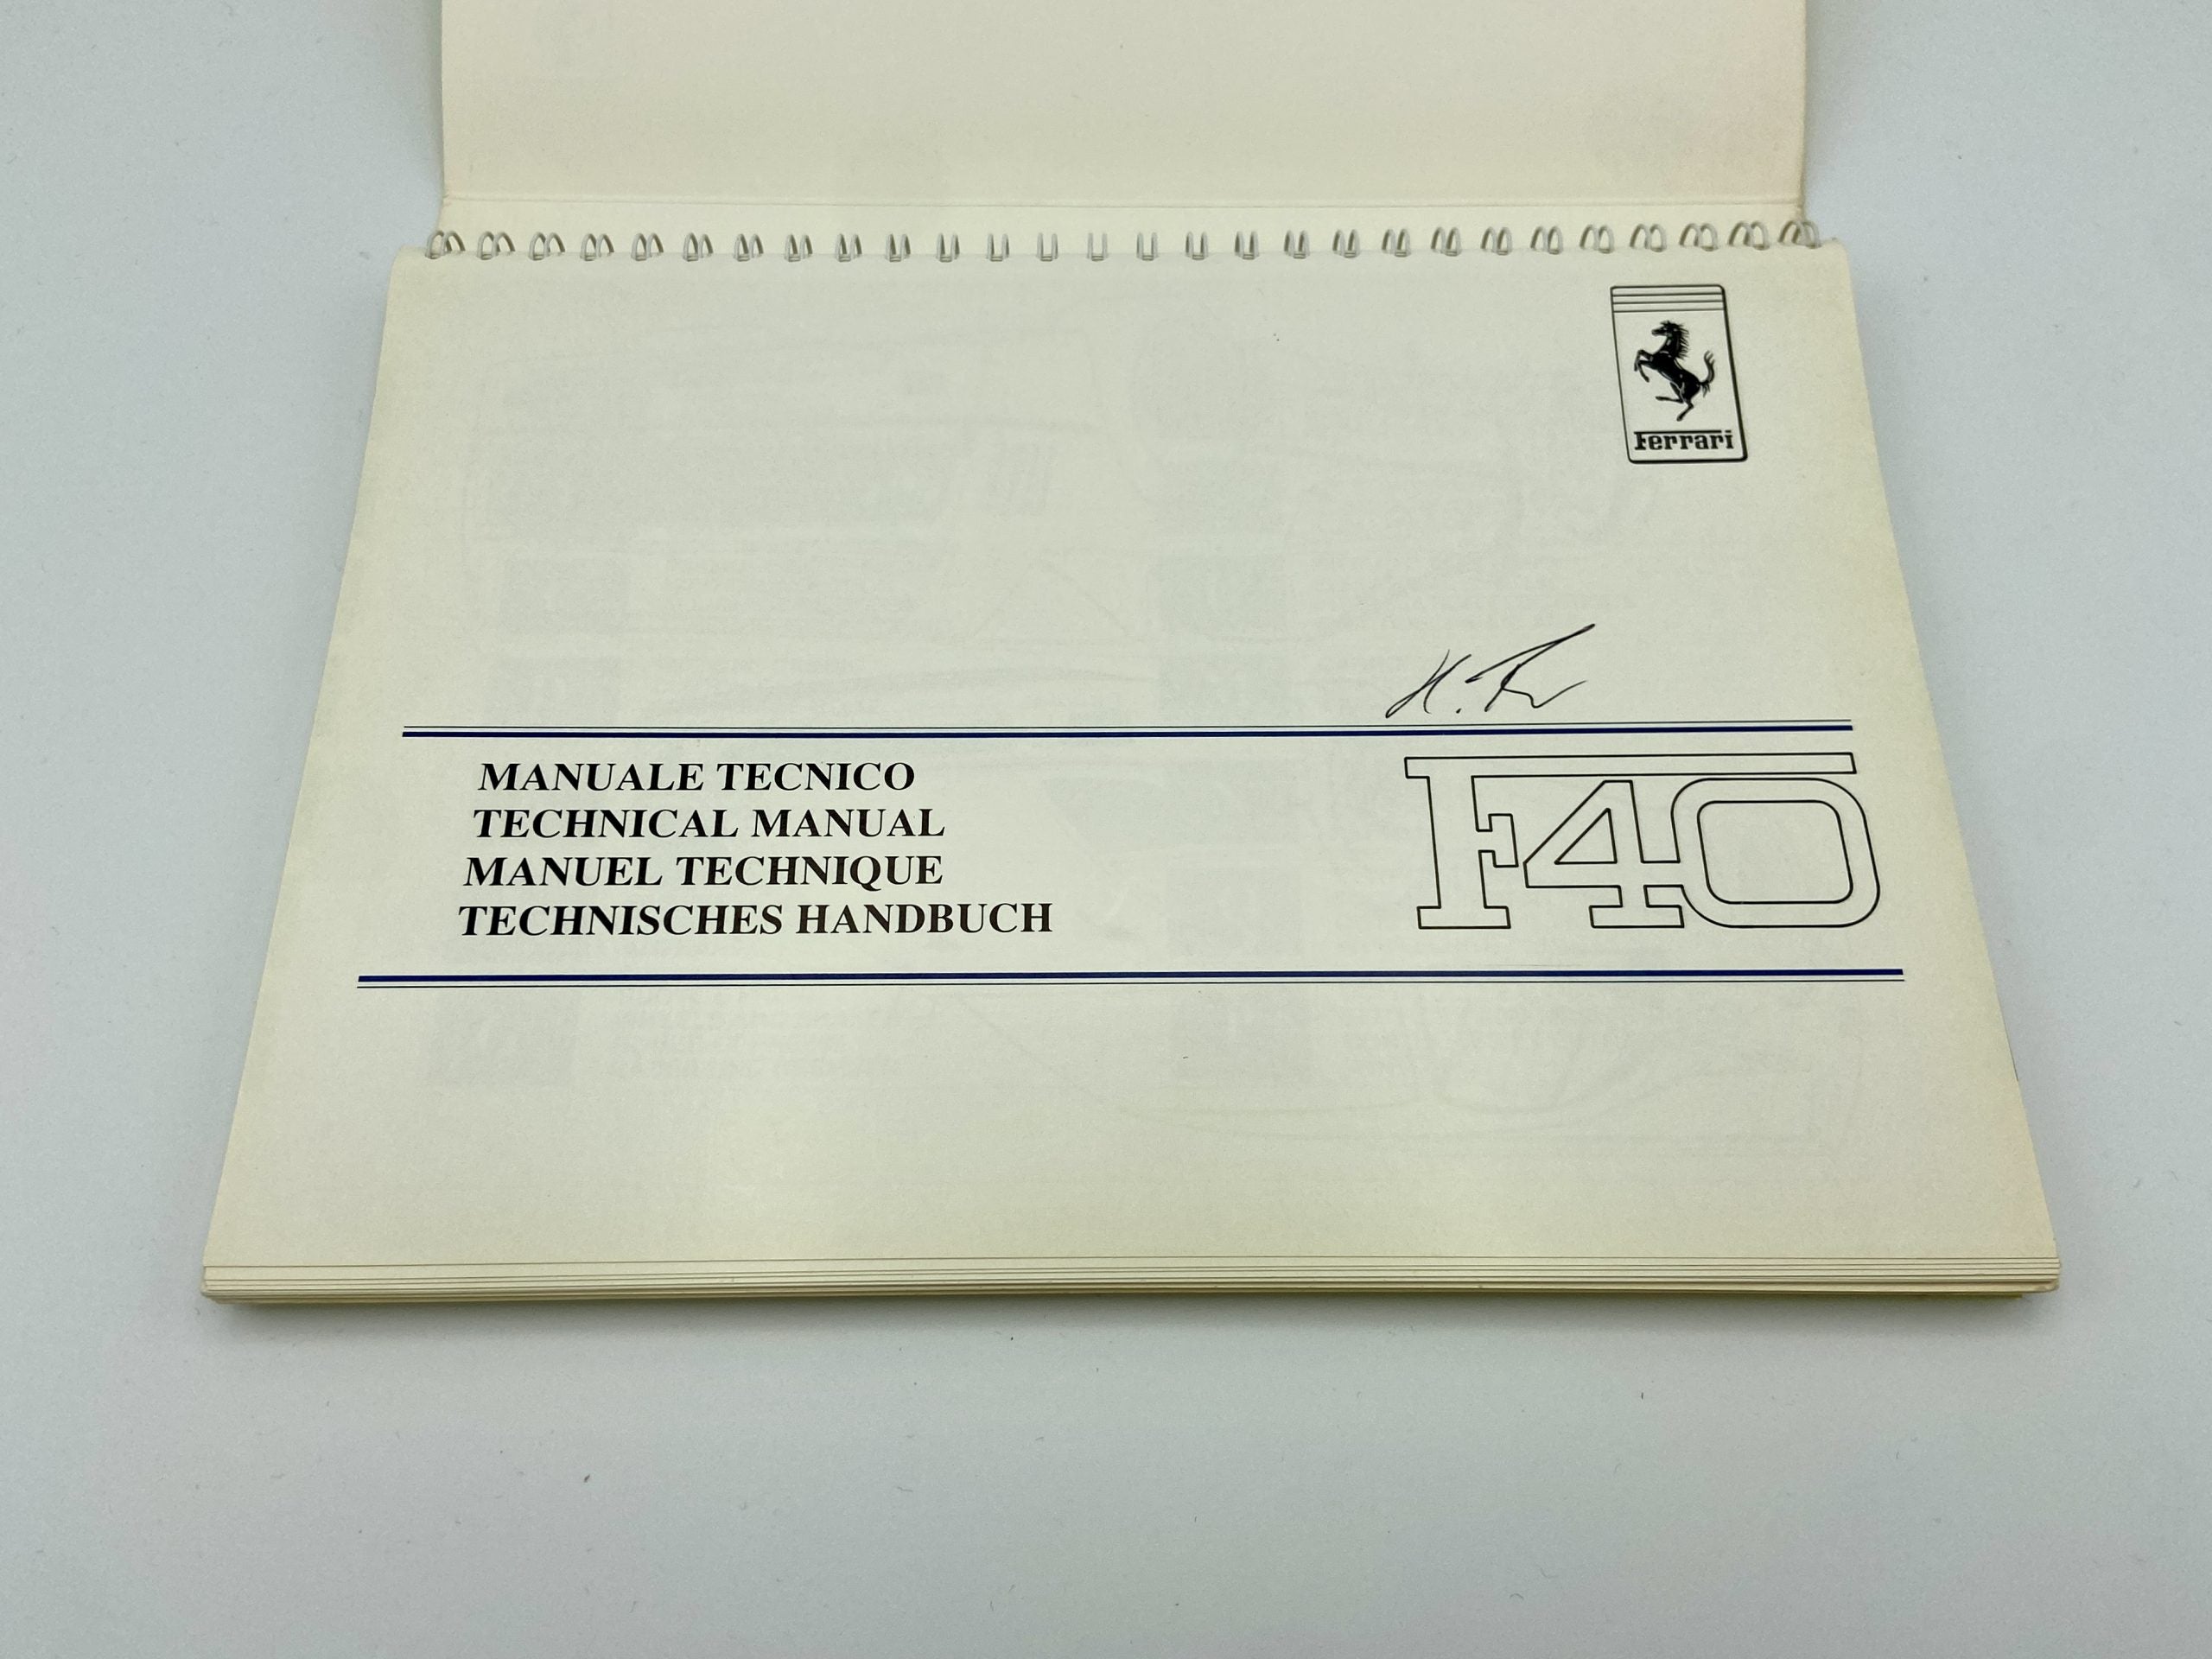 Ferrari
MANUALE TECNICO
TECHNICAL MANUAL
MANUEL TECHNIQUE
TECHNISCHES HANDBUCH
F40